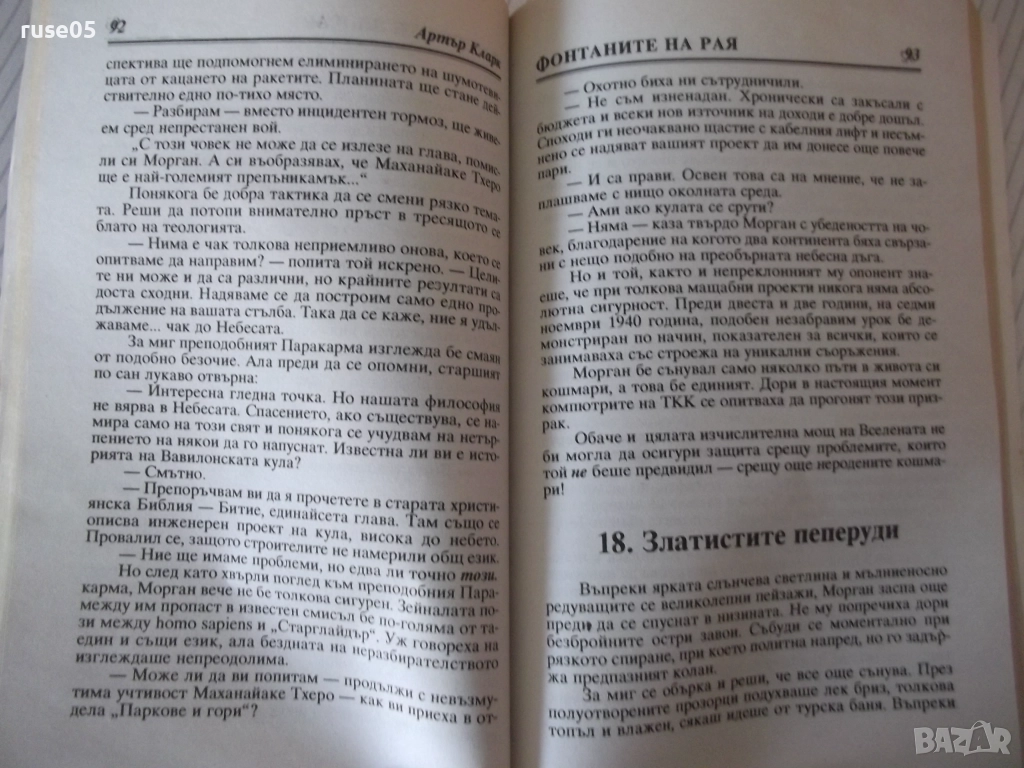 ruse05
92
Артър Кларк
спектива ще подпомогнем елиминирането на шумотеви-
цата от кацането на ракетите. Планината ще стане дей-
ствително едно по-тихо място.
— Разбирам — вместо инцидентен тормоз, ще живе-
ем сред непрестанен вой.
„С този човек не може да се излезе на глава, помис-
ли си Морган. А си въобразявах, че Маханайаке Тхеро
ще е най-големият препъникамък...“
Понякога бе добра тактика да се смени рязко тема-
та. Реши да потопи внимателно пръст в тресящото се
блато на теологията.
— Нима е чак толкова неприемливо онова, което се
опитваме да направим? — попита той искрено. — Цели-
те ни може и да са различни, но крайните резултати са
доста сходни. Надяваме се да построим само едно про-
дължение на вашата стълба. Така да се каже, ние я удъл-
жаваме... чак до Небесата.
За миг преподобният Паракарма изглежда бе смаян
от подобно безочие. Ала преди да се опомни, старшият
по сан лукаво отвърна:
— Интересна гледна точка. Но нашата философия
не вярва в Небесата. Спасението, ако съществува, се на-
мира само на този свят и понякога се учудвам на нетър-
пението на някои да го напуснат. Известна ли ви е исто-
рията на Вавилонската кула?
— Смътно.
— Препоръчвам ви да я прочетете в старата христи-
янска Библия — Битие, единайсета глава. Там също се
описва инженерен проект на кула, висока до небето.
Провалил се, защото строителите не намерили общ език.
— Ние ще имаме проблеми, но едва ли точно този.
Но след като хвърли поглед към преподобния Пара-
карма, Морган вече не бе толкова сигурен. Зейналата по-
между им пропаст в известен смисъл бе по-голяма от та-
зи между homo sapiens и „Старглайдър“. Уж говореха на
един и същи език, ала бездната на неразбирателството
изглеждаше непреодолима.
— Може ли да ви попитам — продължи с невъзму-
тима учтивост Маханайаке Тхеро — как ви приеха в от-
дела „Паркове и гори“?
ФОНТАНИТЕ НА РАЯ
93
— Охотно биха ни сътрудничили.
— Не съм изненадан. Хронически са закъсали с
бюджета и всеки нов източник на доходи е добре дошъл.
Споходи ги неочаквано щастие с кабелния лифт и несъм-
нено се надяват вашият проект да им донесе още повече
пари.
— И са прави. Освен това са на мнение, че не за-
плашваме с нищо околната среда.
— Ами ако кулата се срути?
— Няма — каза твърдо Морган с убедеността на чо-
век, благодарение на когото два континента бяха свърза-
ни с нещо подобно на преобърната небесна дъга.
Но и той, както и непреклонният му опонент зна-
еше, че при толкова мащабни проекти никога няма абсо-
лютна сигурност. Преди двеста и две години, на седми
ноември 1940 година, подобен незабравим урок бе де-
монстриран по начин, показателен за всички, които се
занимаваха със строежа на уникални съоръжения.
Морган бе сънувал само няколко пъти в живота си
кошмари, а това бе единият. Дори в настоящия момент
компютрите на ТКК се опитваха да прогонят този приз-
рак.
Обаче и цялата изчислителна мощ на Вселената не
би могла да осигури защита срещу проблемите, които
той не беше предвидил — срещу още неродените кошма-
ри!
18. Златистите пеперуди
Въпреки ярката слънчева светлина и мълниеносно
редуващите се великолепни пейзажи, Морган заспа още
преди да се спуснат в низината. Не му попречиха дори
безбройните остри завои. Събуди се моментално при
рязкото спиране, при което политна напред, но го задър-
жа предпазният колан.
За миг се обърка и реши, че все още сънува. През
полуотворените прозорци подухваше лек бриз, толкова
топъл и влажен, сякаш идеше от турска баня. Въпреки
BAZAR